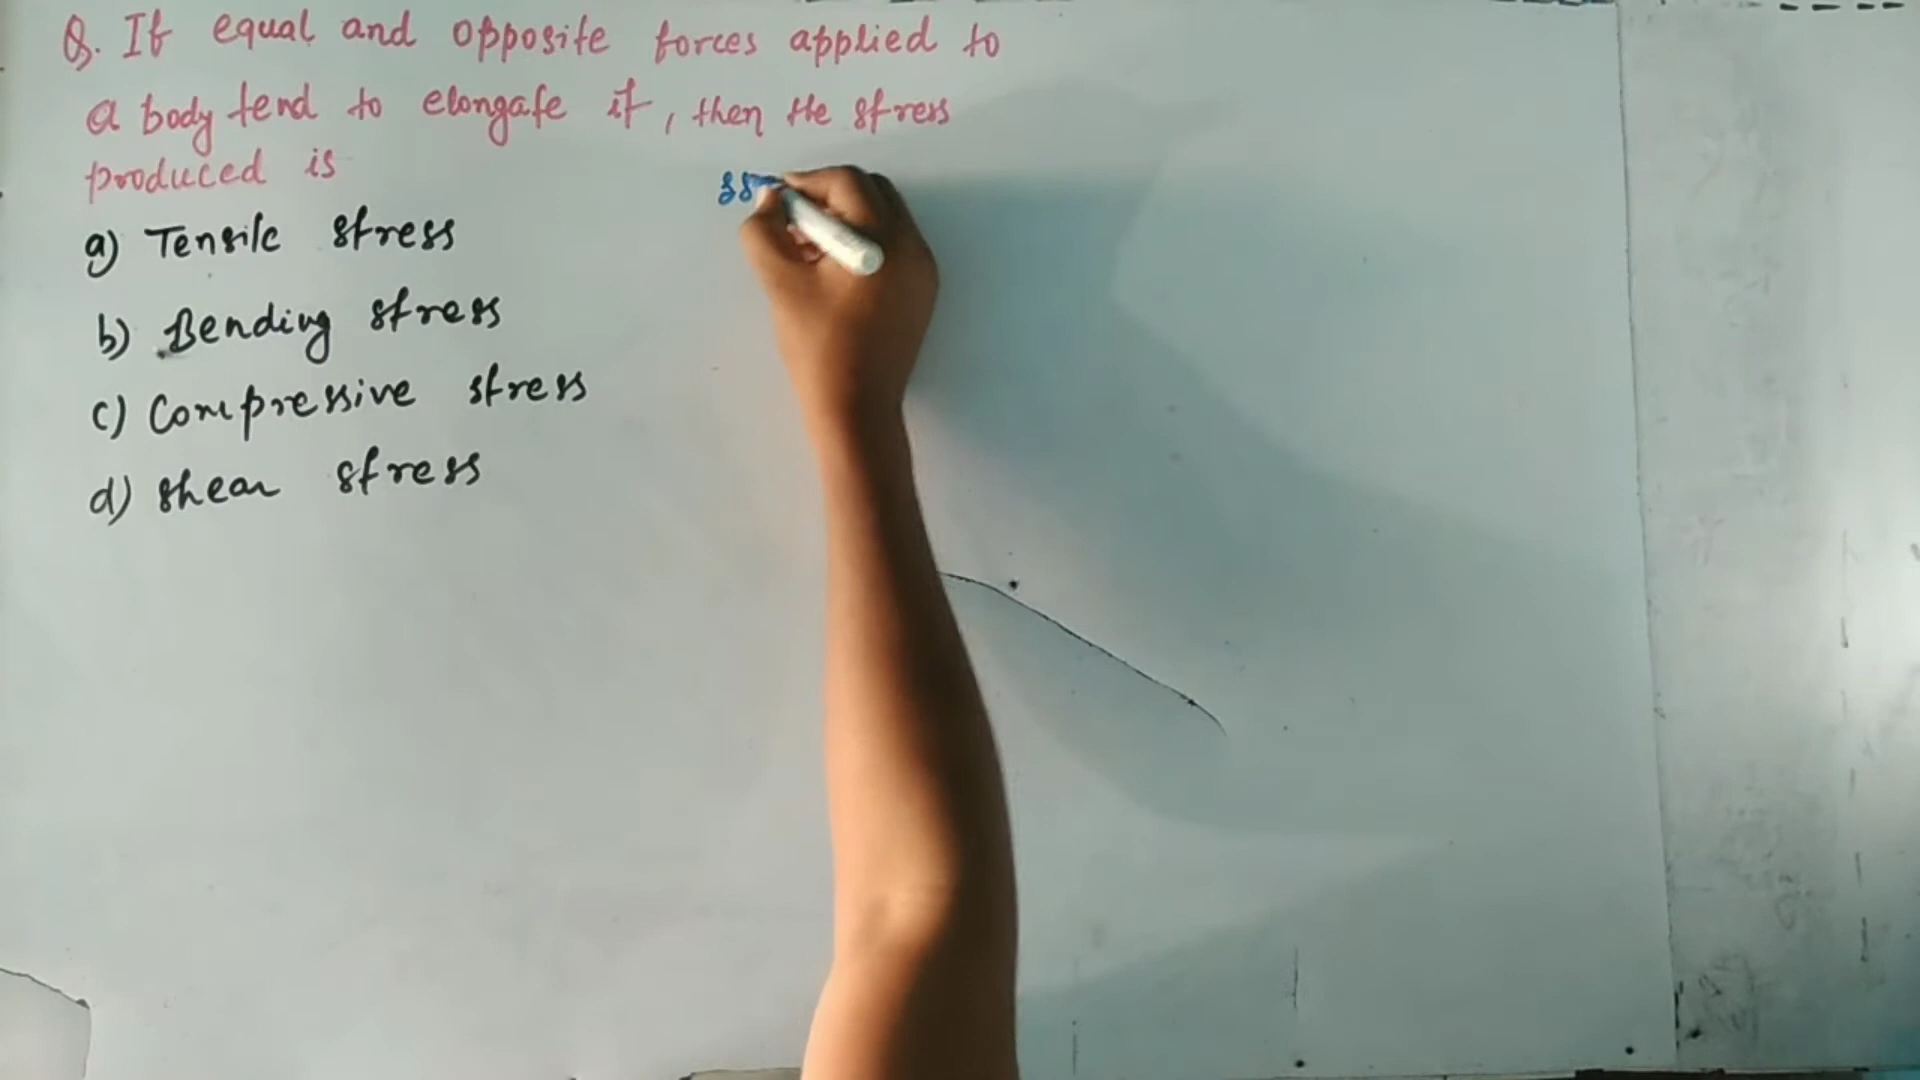 Q. If equal and opposite forces applied to
a body tend to elongate it, then the stress
produced is
a) Tensile stress
b) Bending stress
c) Compressive stress
d) shear stress